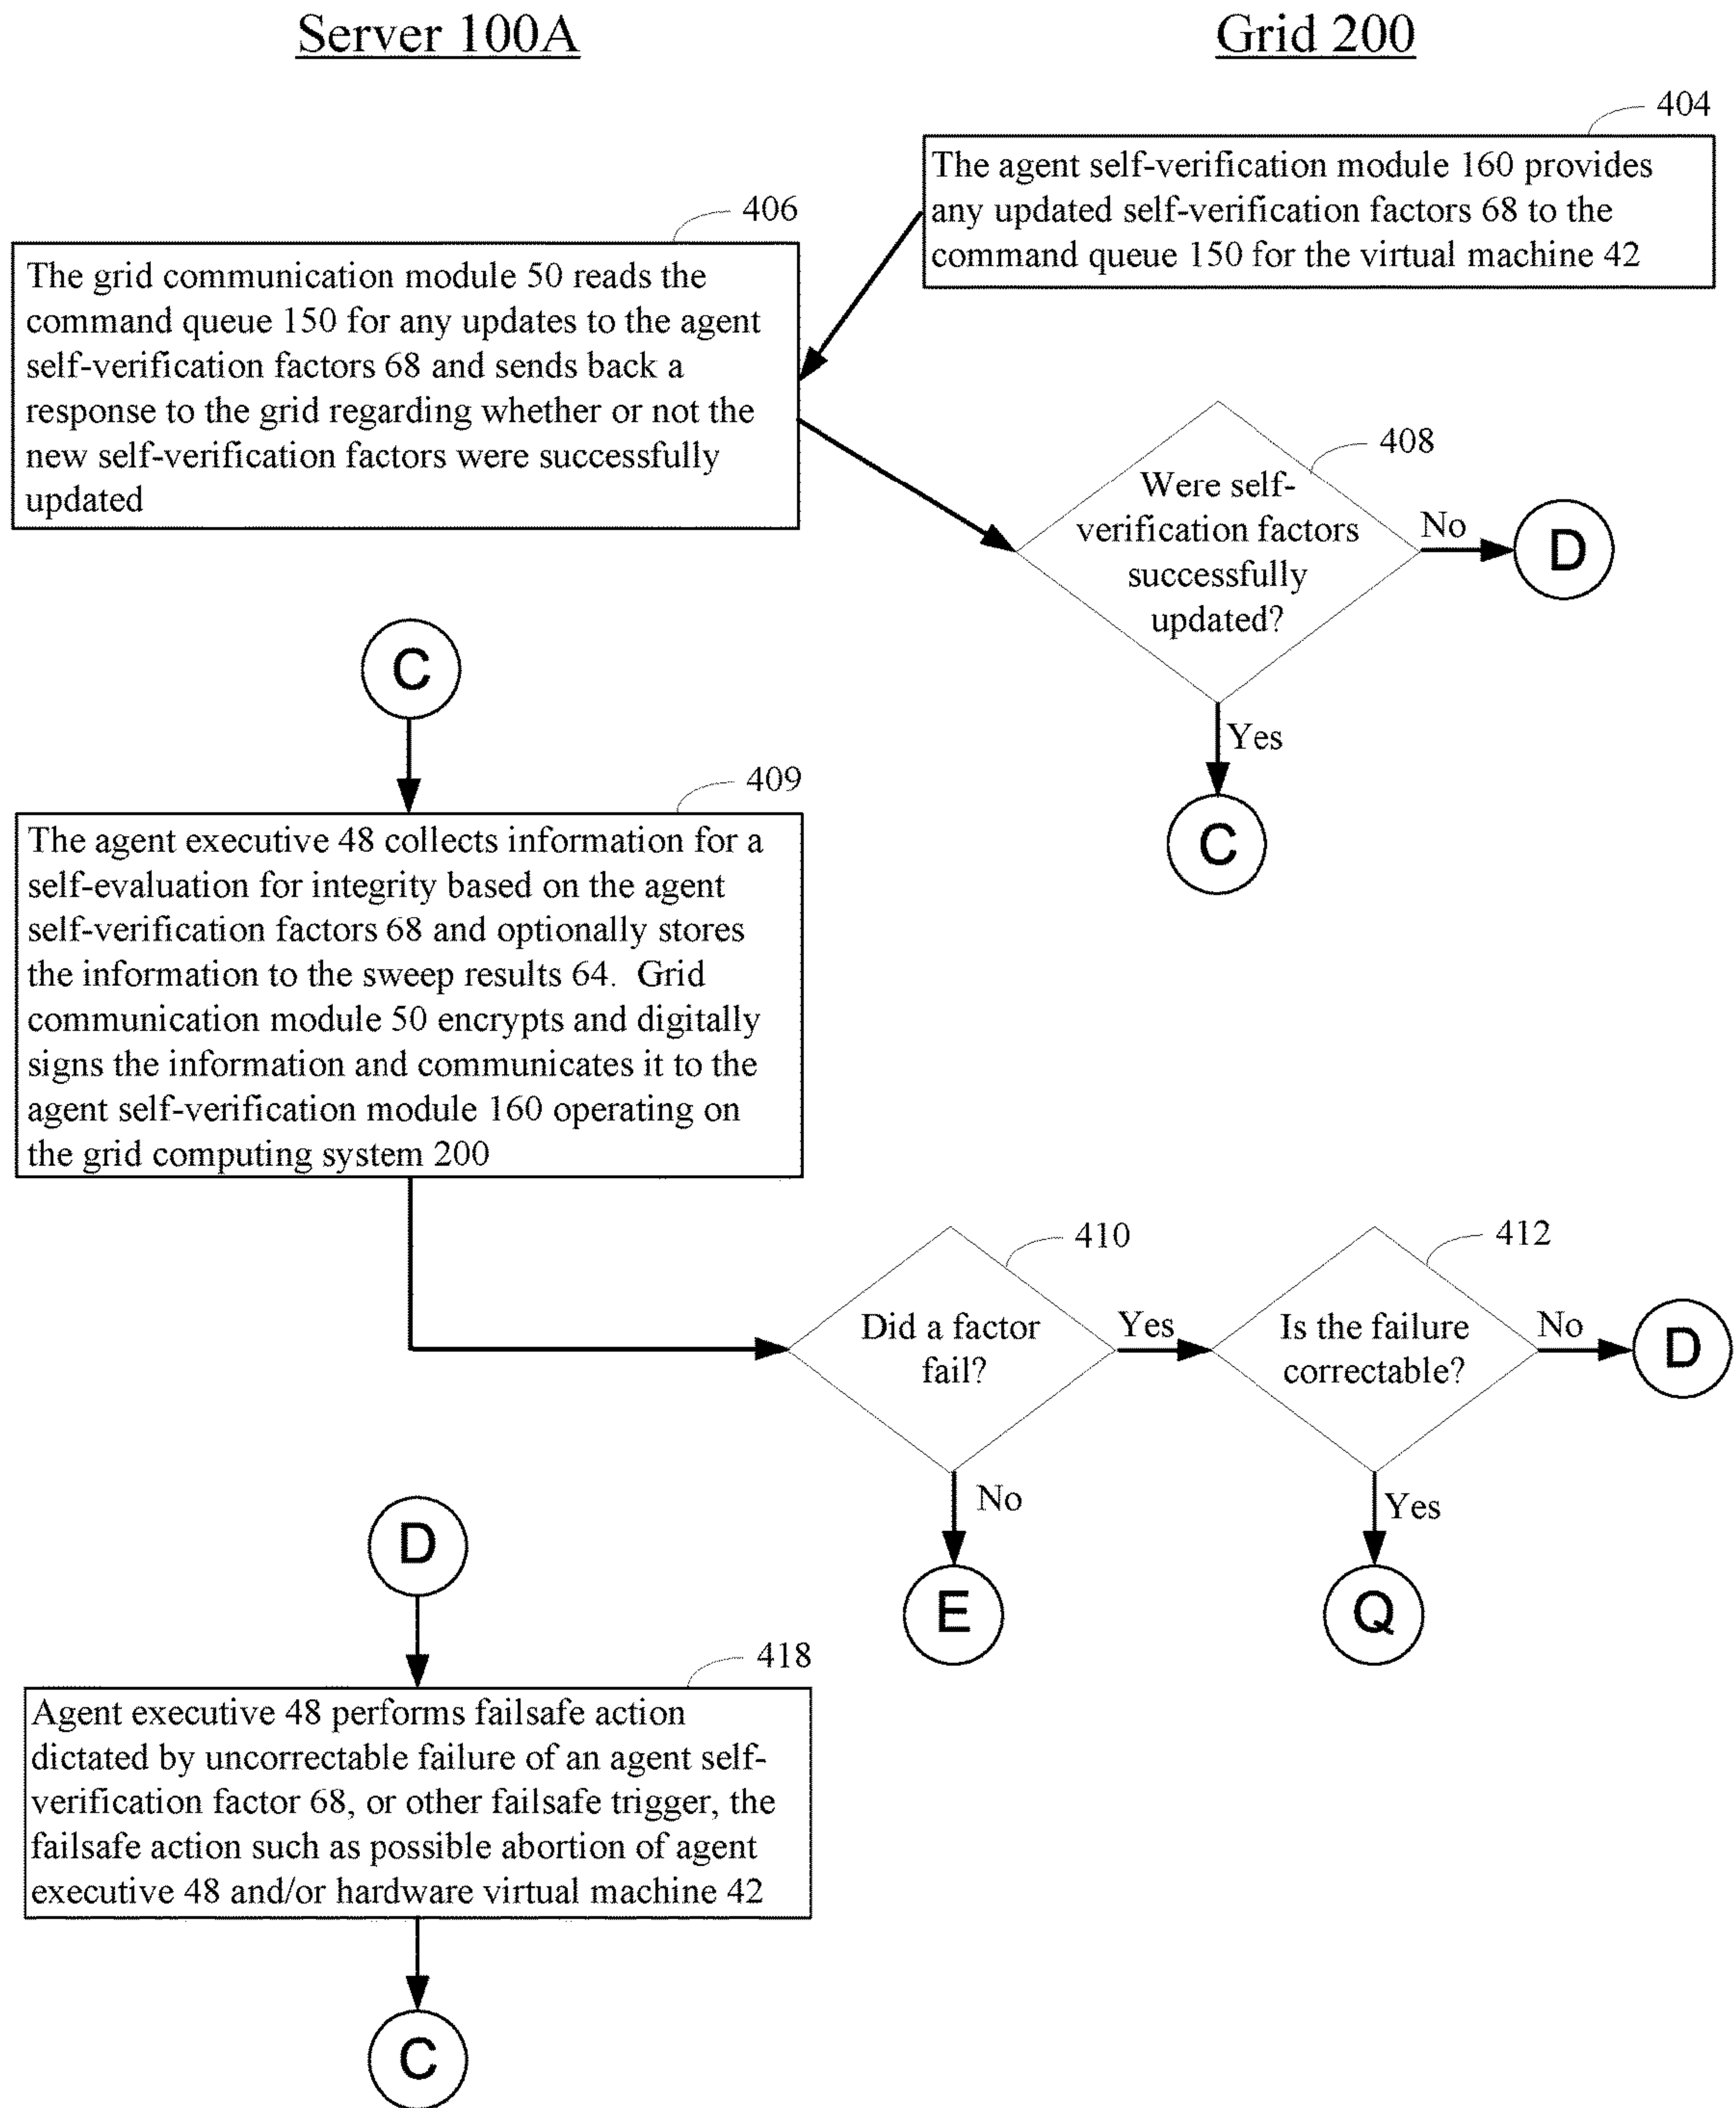 Server 100A
Grid 200
404
The agent self-verification module 160 provides
any updated self-verification factors 68 to the
command queue 150 for the virtual machine 42
406
The grid communication module 50 reads the
command queue 150 for any updates to the agent
self-verification factors 68 and sends back a
response to the grid regarding whether or not the
new self-verification factors were successfully
updated
408
Were self-
verification factors
successfully
updated?
No
D
Yes
C
C
409
The agent executive 48 collects information for a
self-evaluation for integrity based on the agent
self-verification factors 68 and optionally stores
the information to the sweep results 64.  Grid
communication module 50 encrypts and digitally
signs the information and communicates it to the
agent self-verification module 160 operating on
the grid computing system 200
410
Did a factor
fail?
Yes
412
Is the failure
correctable?
No
D
No
E
Yes
Q
D
418
Agent executive 48 performs failsafe action
dictated by uncorrectable failure of an agent self-
verification factor 68, or other failsafe trigger, the
failsafe action such as possible abortion of agent
executive 48 and/or hardware virtual machine 42
C